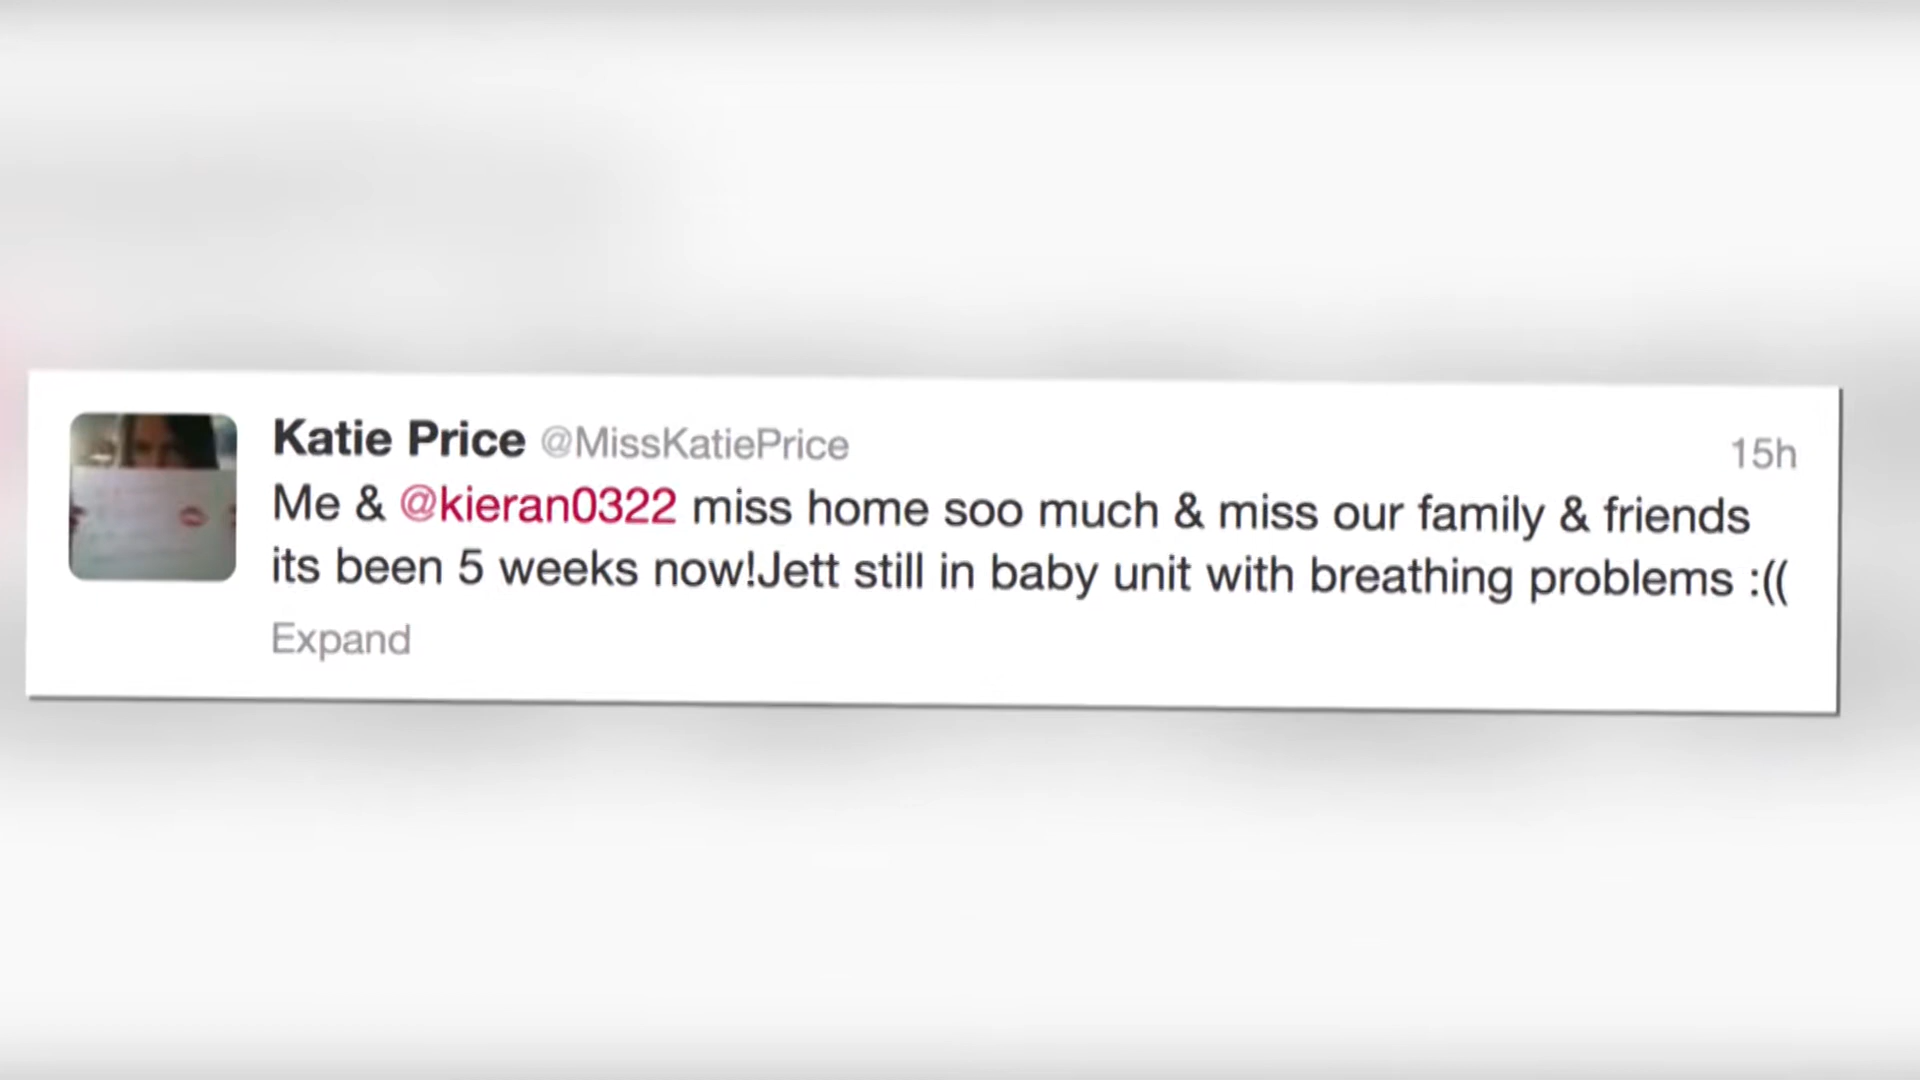 Katie Price @MissKatiePrice 15h
Me & @kieran0322 miss home soo much & miss our family & friends
its been 5 weeks now!Jett still in baby unit with breathing problems :((
Expand